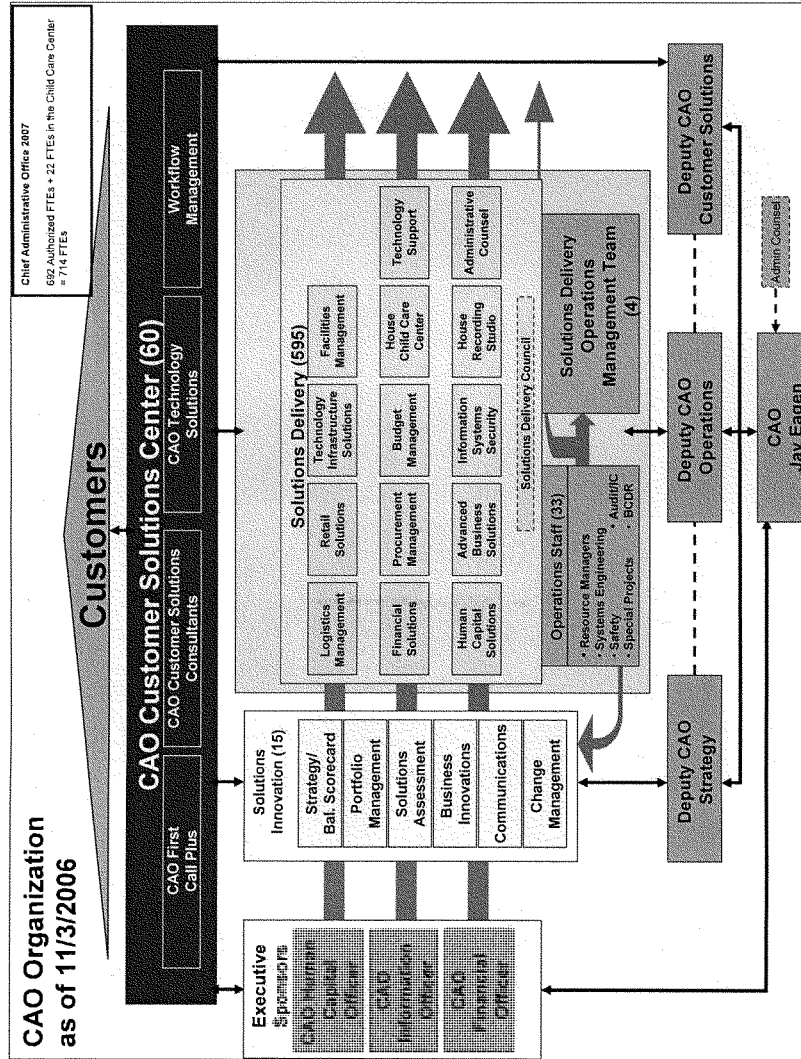 CAO Organization
as of 11/3/2006
Chief Administrative Office 2007
692 Authorized FTEs + 22 FTEs in the Child Care Center
= 714 FTEs
Customers
CAO Customer Solutions Center (60)
CAO First
Call Plus
CAO Customer Solutions
Consultants
CAO Technology
Solutions
Workflow
Management
Executive
Sponsors
CAO Human
Capital
Officer
CAO
Information
Officer
CAO
Financial
Officer
Solutions
Innovation (15)
Strategy/
Bal. Scorecard
Portfolio
Management
Solutions
Assessment
Business
Innovations
Communications
Change
Management
Solutions Delivery (595)
Logistics
Management
Retail
Solutions
Technology
Infrastructure
Solutions
Facilities
Management
Financial
Solutions
Procurement
Management
Budget
Management
House
Child Care
Center
Technology
Support
Human
Capital
Solutions
Advanced
Business
Solutions
Information
Systems
Security
House
Recording
Studio
Administrative
Counsel
Solutions Delivery Council
Operations Staff (33)
• Resource Managers
• Systems Engineering
• Safety
• Audit/IC
• Special Projects
• BCDR
Solutions Delivery
Operations
Management Team
(4)
Deputy CAO
Strategy
Deputy CAO
Operations
Deputy CAO
Customer Solutions
CAO
Jay Eagen
Admin Counsel